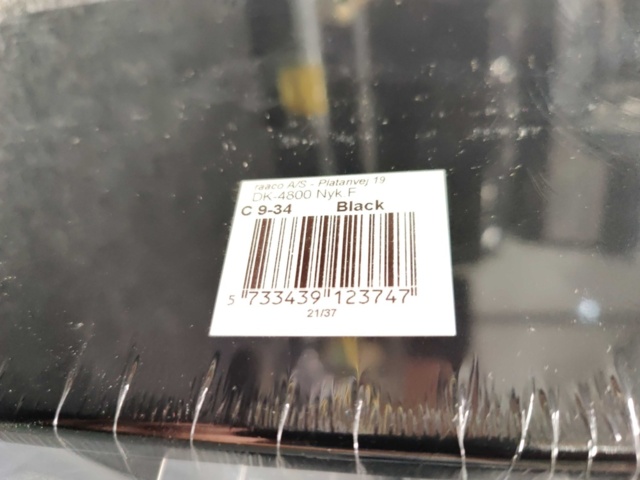 raaco A/S - Platanvej 19
DK-4800 Nyk F
C 9-34 Black
5 733439 123747
21/37